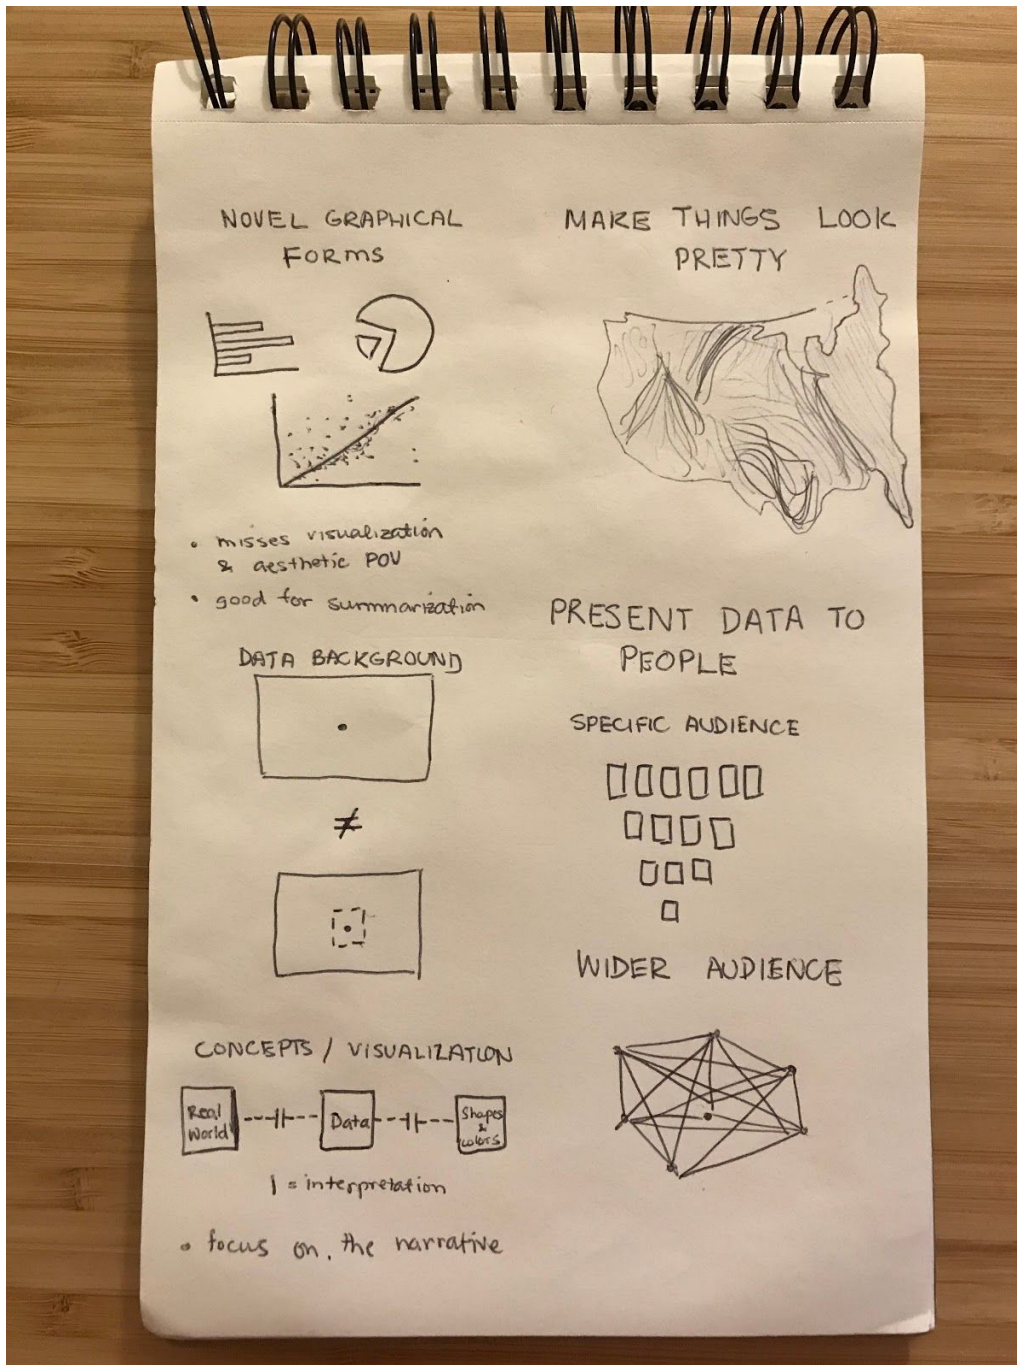 NOVEL GRAPHICAL
FORMS
• misses visualization
& aesthetic POV
• good for summarization
DATA BACKGROUND
≠
CONCEPTS / VISUALIZATION
Real
World
Data
Shapes
&
colors
| = interpretation
• focus on, the narrative
MAKE THINGS LOOK
PRETTY
PRESENT DATA TO
PEOPLE
SPECIFIC AUDIENCE
WIDER AUDIENCE